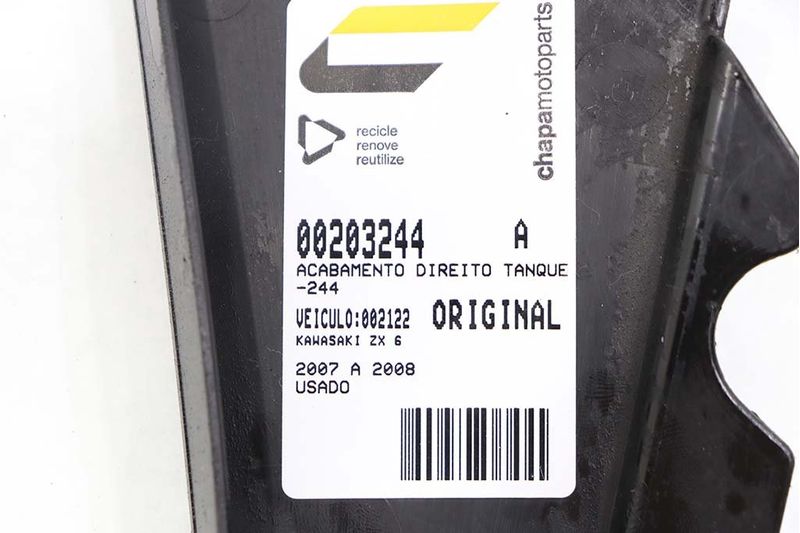 chapamotoparts
recicle
renove
reutilize
00203244 A
ACABAMENTO DIREITO TANQUE
-244
VEICULO:002122 ORIGINAL
KAWASAKI ZX 6
2007 A 2008
USADO